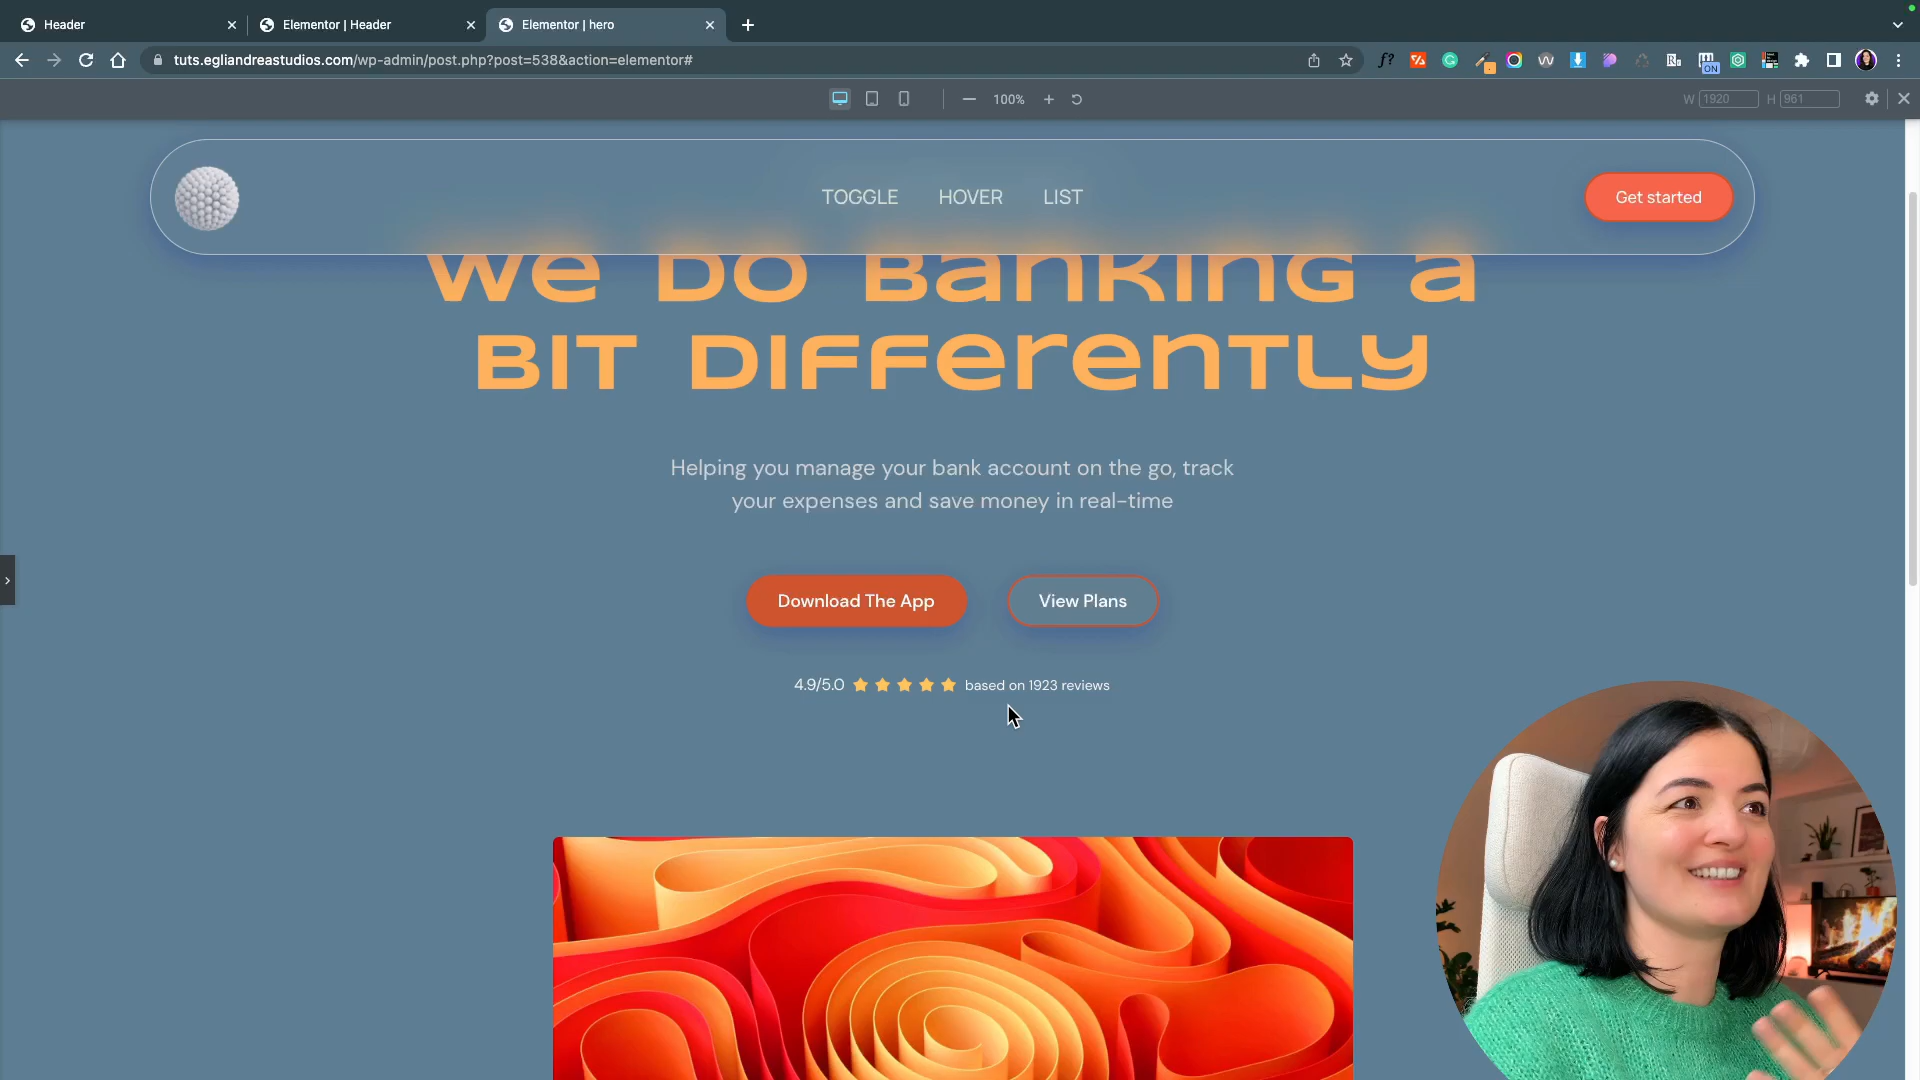 Header
Elementor | Header
Elementor | hero
tuts.egliandreastudios.com/wp-admin/post.php?post=538&action=elementor#
ON
100%
W 1920 H 961
TOGGLE HOVER LIST
Get started
We Do Banking a
BIT DIFFerenTLY
Helping you manage your bank account on the go, track
your expenses and save money in real-time
Download The App
View Plans
4.9/5.0 based on 1923 reviews